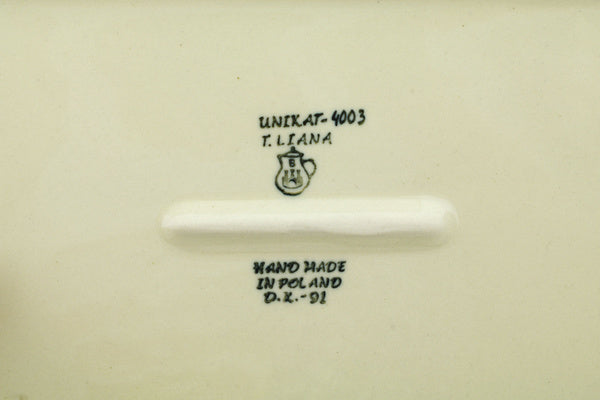 UNIKAT-4003
T. LIANA
B
HAND MADE
IN POLAND
D.K.-91